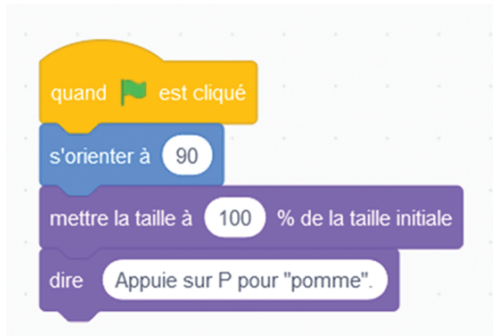 quand est cliqué
s'orienter à 90
mettre la taille à 100 % de la taille initiale
dire Appuie sur P pour "pomme".